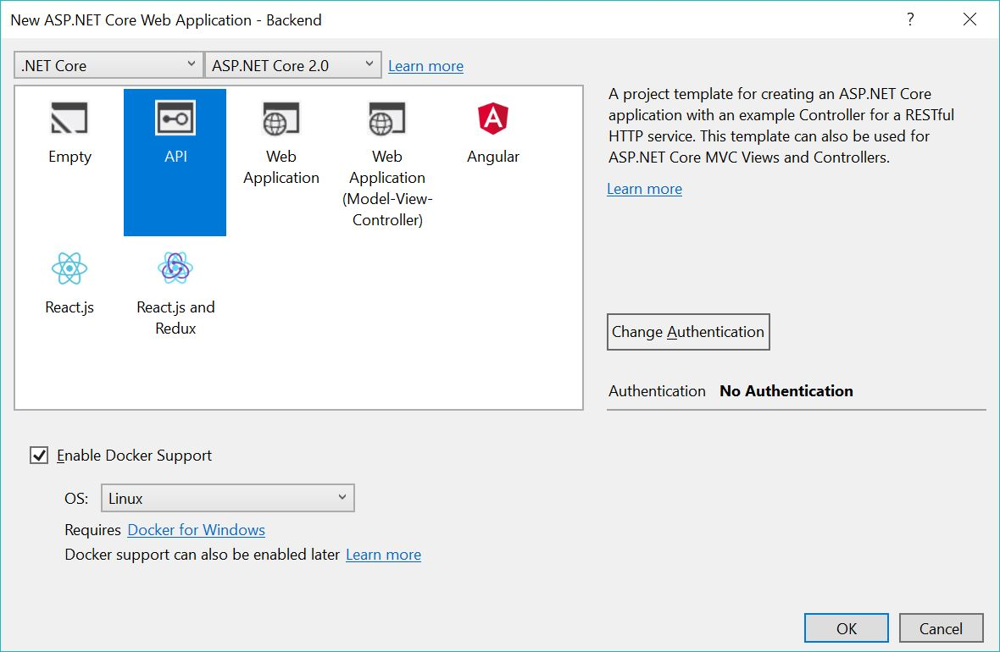 New ASP.NET Core Web Application - Backend
?
.NET Core
ASP.NET Core 2.0
Learn more
Empty
API
Web
Application
Web
Application
(Model-View-
Controller)
Angular
React.js
React.js and
Redux
A project template for creating an ASP.NET Core
application with an example Controller for a RESTful
HTTP service. This template can also be used for
ASP.NET Core MVC Views and Controllers.
Learn more
Change Authentication
Authentication No Authentication
Enable Docker Support
OS: Linux
Requires Docker for Windows
Docker support can also be enabled later Learn more
OK
Cancel